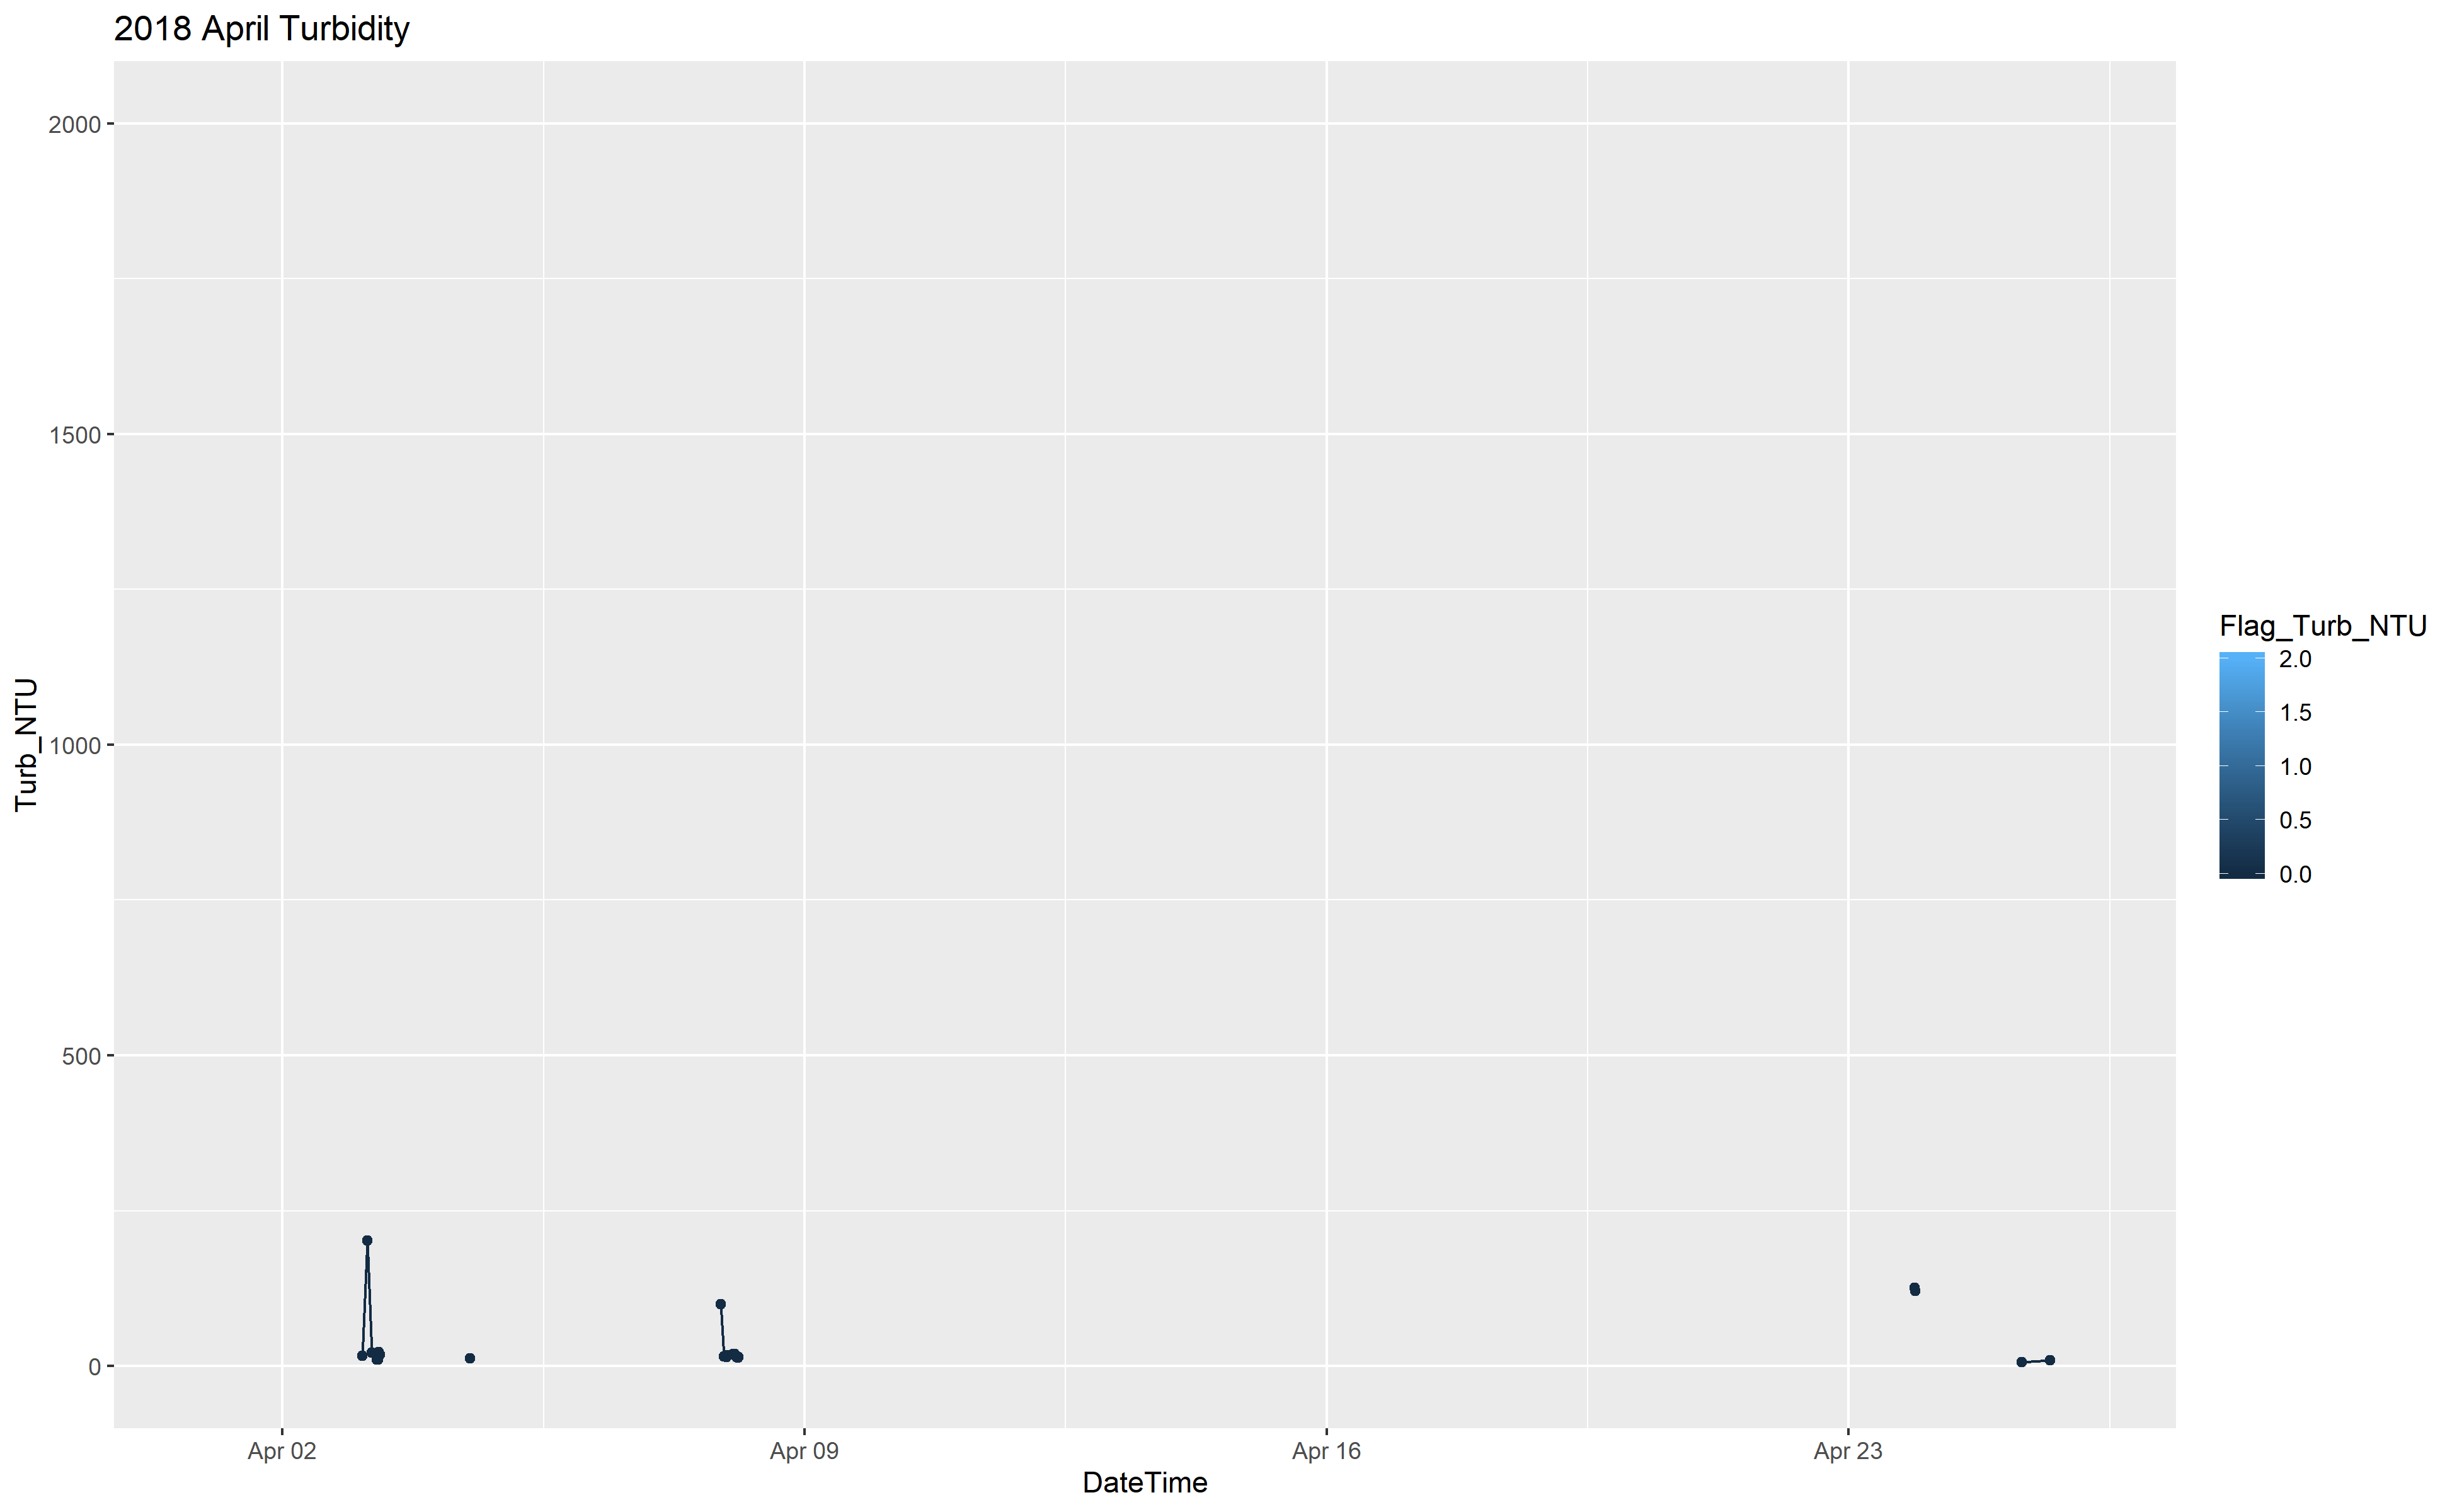 2018 April Turbidity
Turb_NTU
2000
1500
1000
500
0
Apr 02
Apr 09
Apr 16
Apr 23
DateTime
Flag_Turb_NTU
2.0
1.5
1.0
0.5
0.0